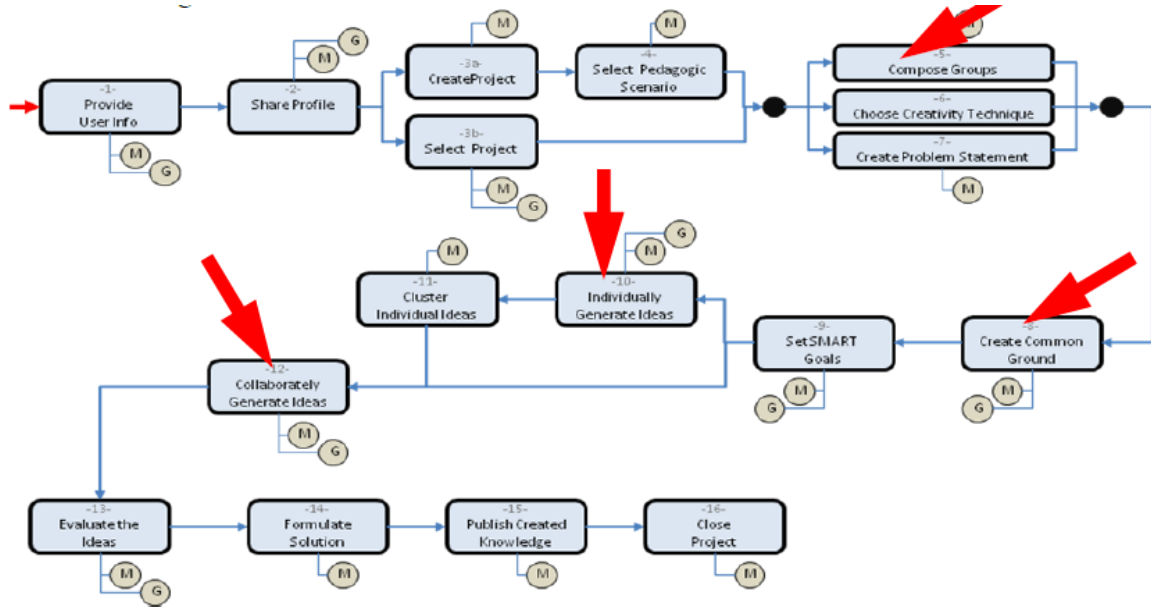 -1-
Provide
User Info
M
G
-2-
Share Profile
G
M
-3a-
CreateProject
M
-3b-
Select Project
M
G
-4-
Select Pedagogic
Scenario
M
-5-
Compose Groups
-6-
Choose Creativity Technique
-7-
Create Problem Statement
M
-8-
Create Common
Ground
M
G
-9-
SetSMART
Goals
M
G
-10-
Individually
Generate Ideas
G
M
-11-
Cluster
Individual Ideas
M
-12-
Collaborately
Generate Ideas
M
G
-13-
Evaluate the
Ideas
M
G
-14-
Formulate
Solution
M
-15-
Publish Created
Knowledge
M
-16-
Close
Project
M